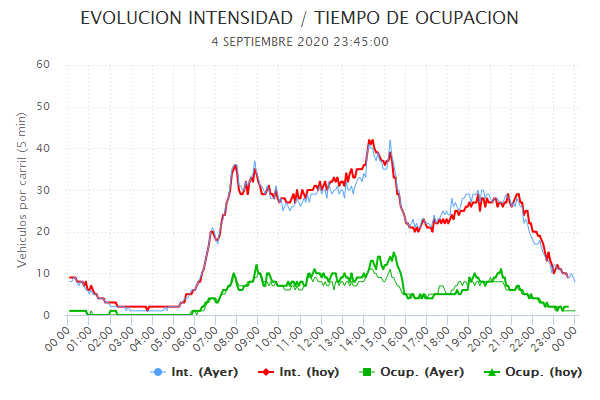 EVOLUCION INTENSIDAD / TIEMPO DE OCUPACION
4 SEPTIEMBRE 2020 23:45:00
Vehiculos por carril (5 min)
60
50
40
30
20
10
0
00:00 01:00 02:00 03:00 04:00 05:00 06:00 07:00 08:00 09:00 10:00 11:00 12:00 13:00 14:00 15:00 16:00 17:00 18:00 19:00 20:00 21:00 22:00 23:00 00:00
Int. (Ayer) Int. (hoy) Ocup. (Ayer) Ocup. (hoy)